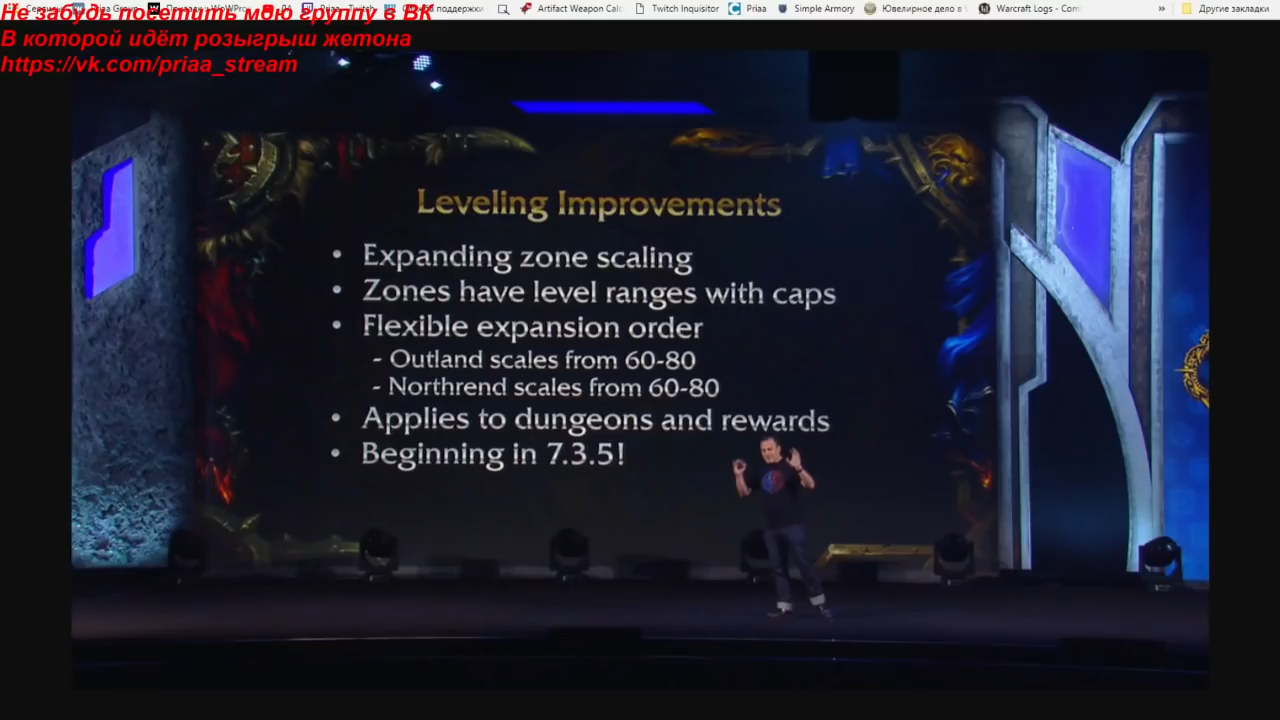 Не забудь посетить мою группу в ВК
В которой идёт розыгрыш жетона
https://vk.com/priaa_stream
Artifact Weapon Calc
Twitch Inquisitor
Priaa
Simple Armory
Ювелирное дело в
Warcraft Logs - Com
»
Другие закладки
Leveling Improvements
• Expanding zone scaling
• Zones have level ranges with caps
• Flexible expansion order
- Outland scales from 60-80
- Northrend scales from 60-80
• Applies to dungeons and rewards
• Beginning in 7.3.5!